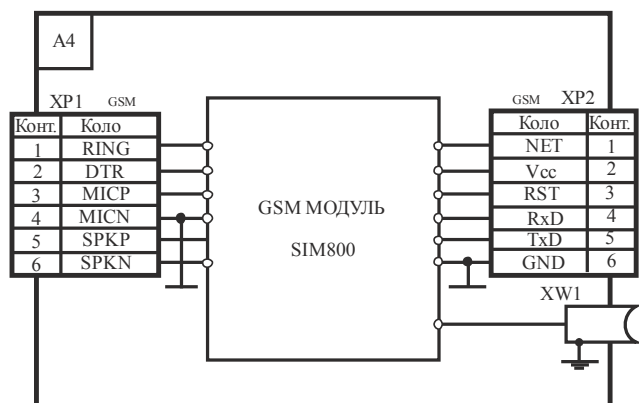 A4
XP1 GSM
Конт. Коло
1 RING
2 DTR
3 MICP
4 MICN
5 SPKP
6 SPKN
GSM МОДУЛЬ
SIM800
GSM XP2
Коло Конт.
NET 1
Vcc 2
RST 3
RxD 4
TxD 5
GND 6
XW1